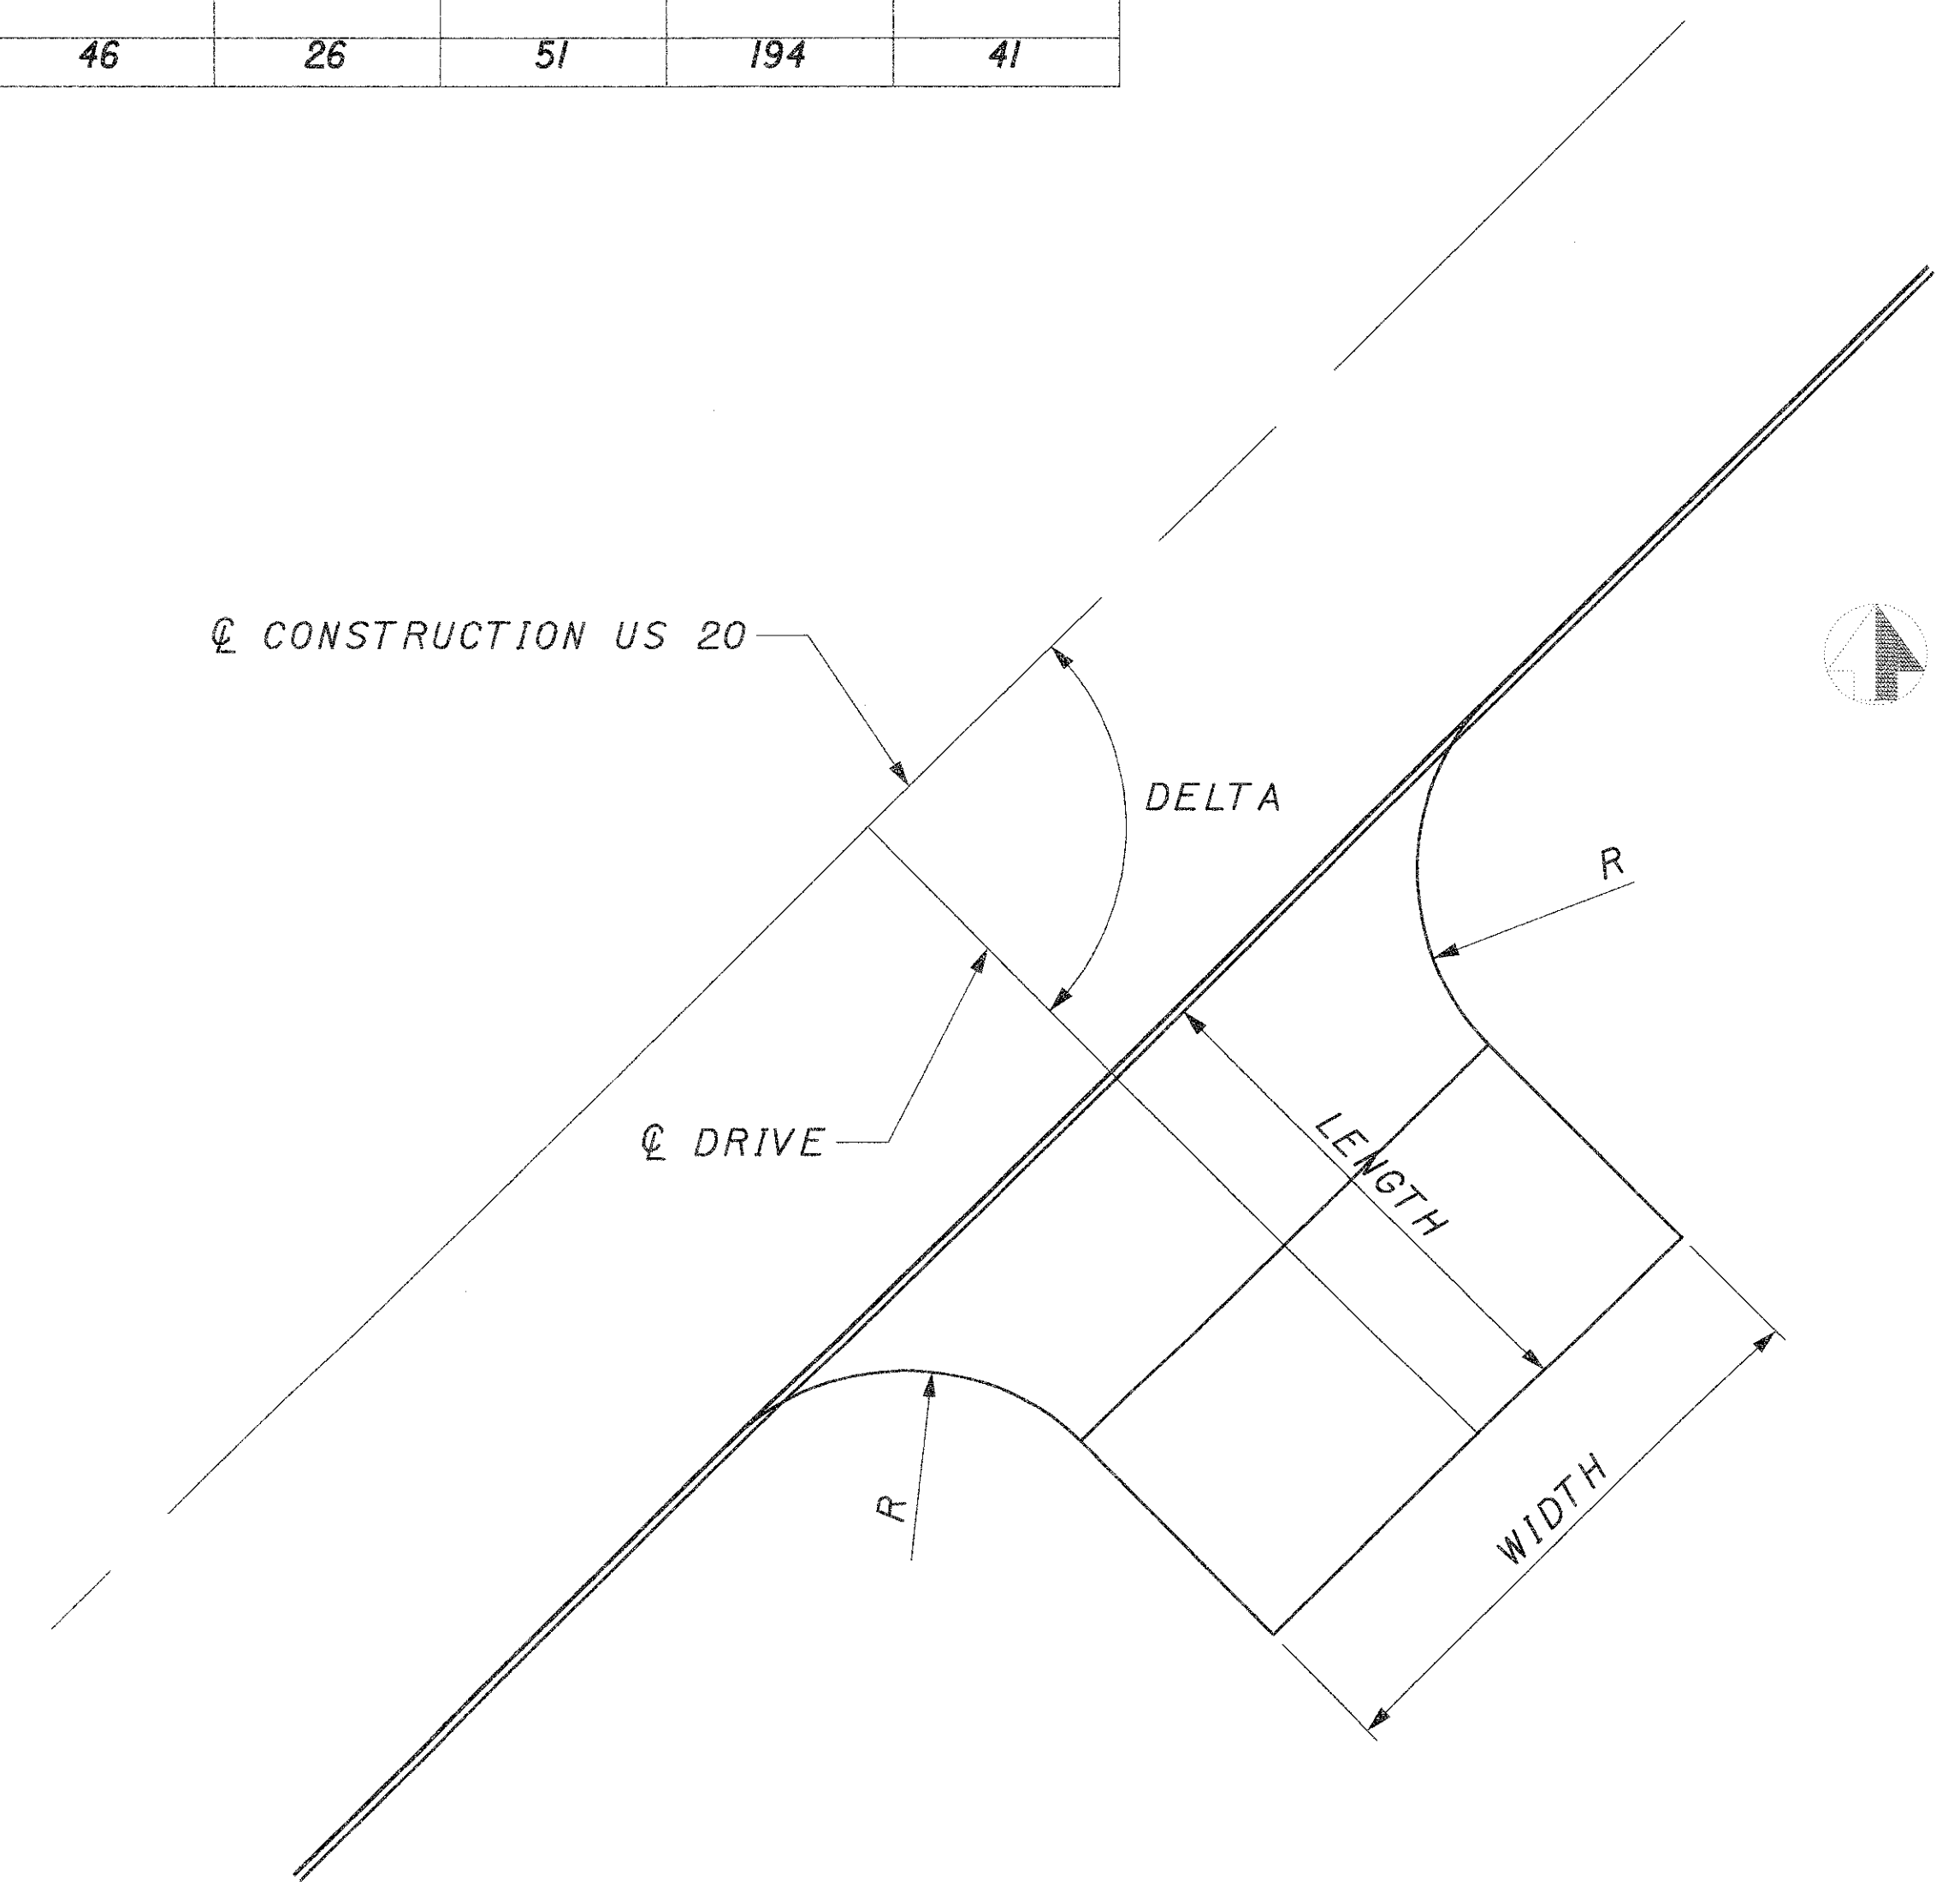 46 26 51 194 41
℄ CONSTRUCTION US 20
DELTA
R
℄ DRIVE
LENGTH
R
WIDTH